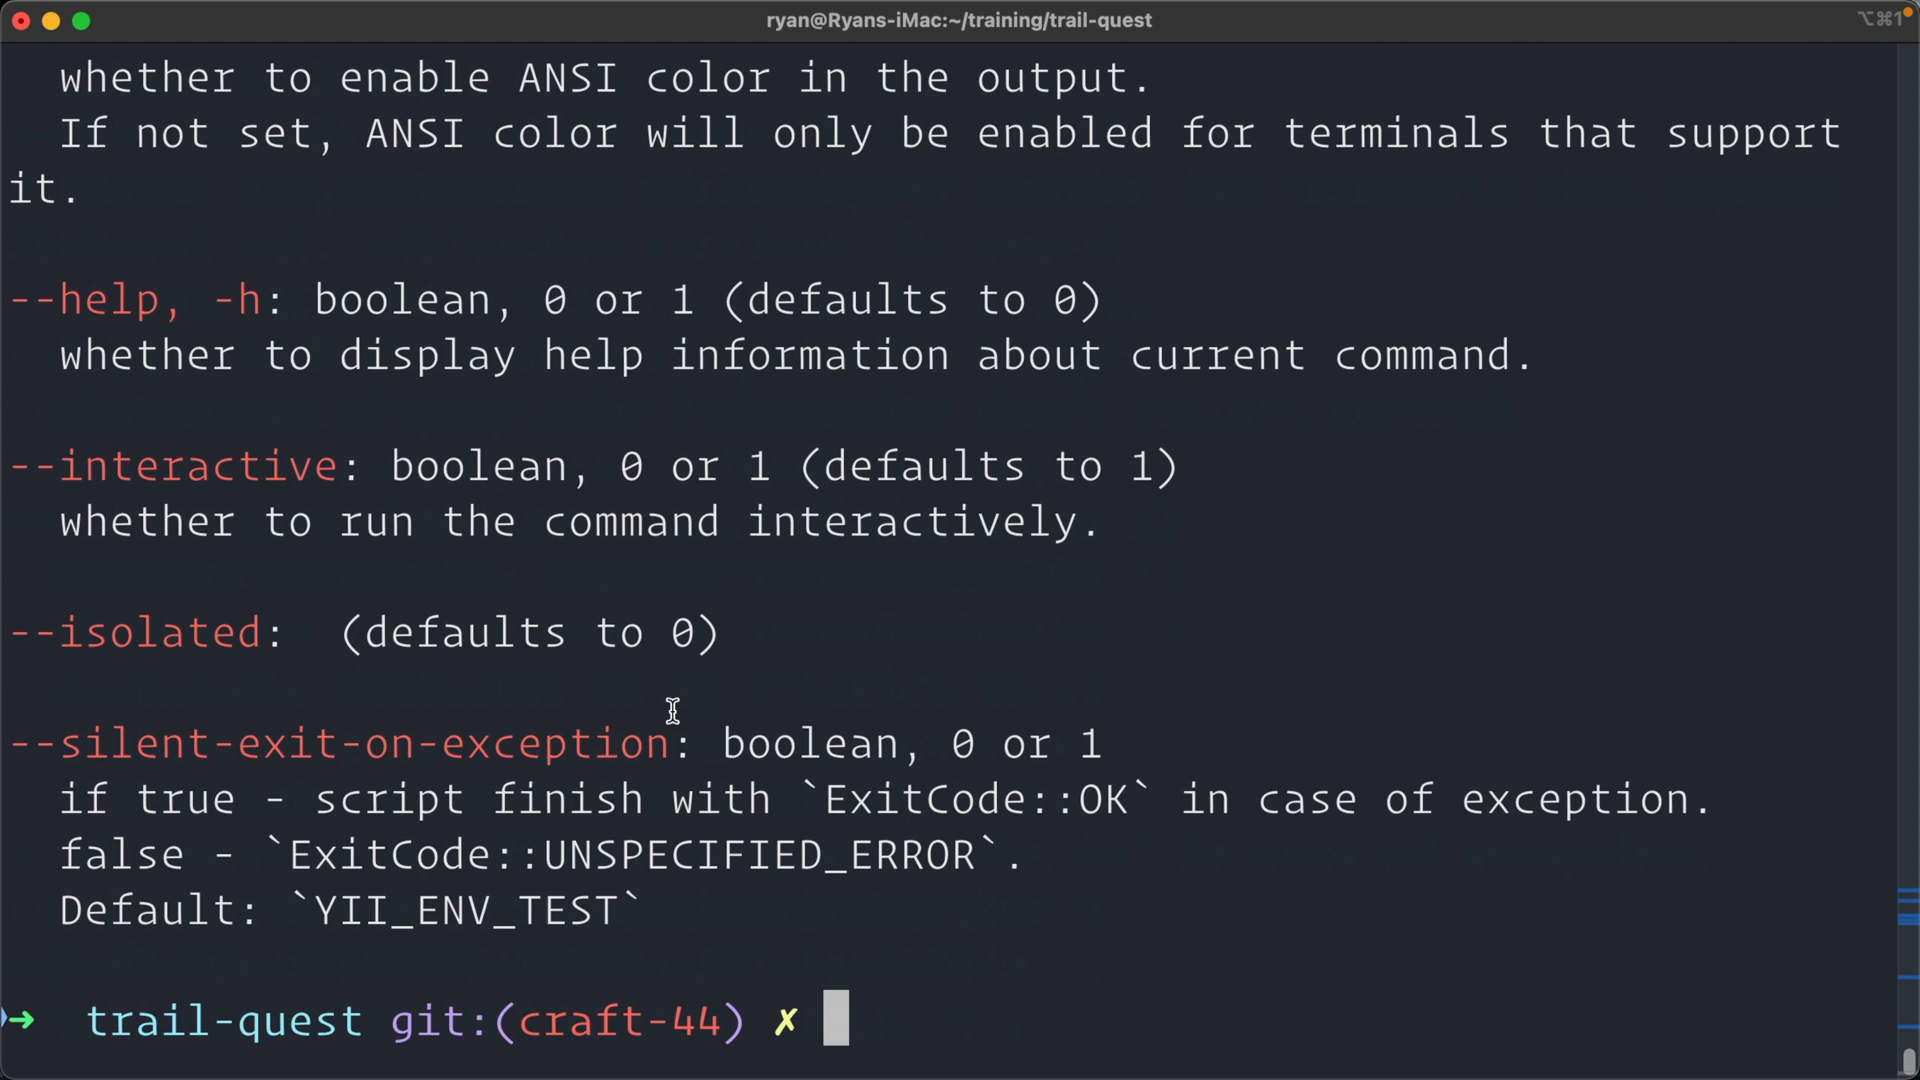 ryan@Ryans-iMac:~/training/trail-quest
⌥⌘1
whether to enable ANSI color in the output.
If not set, ANSI color will only be enabled for terminals that support
it.
--help, -h: boolean, 0 or 1 (defaults to 0)
whether to display help information about current command.
--interactive: boolean, 0 or 1 (defaults to 1)
whether to run the command interactively.
--isolated:  (defaults to 0)
--silent-exit-on-exception: boolean, 0 or 1
if true - script finish with `ExitCode::OK` in case of exception.
false - `ExitCode::UNSPECIFIED_ERROR`.
Default: `YII_ENV_TEST`
➜  trail-quest git:(craft-44) ✗